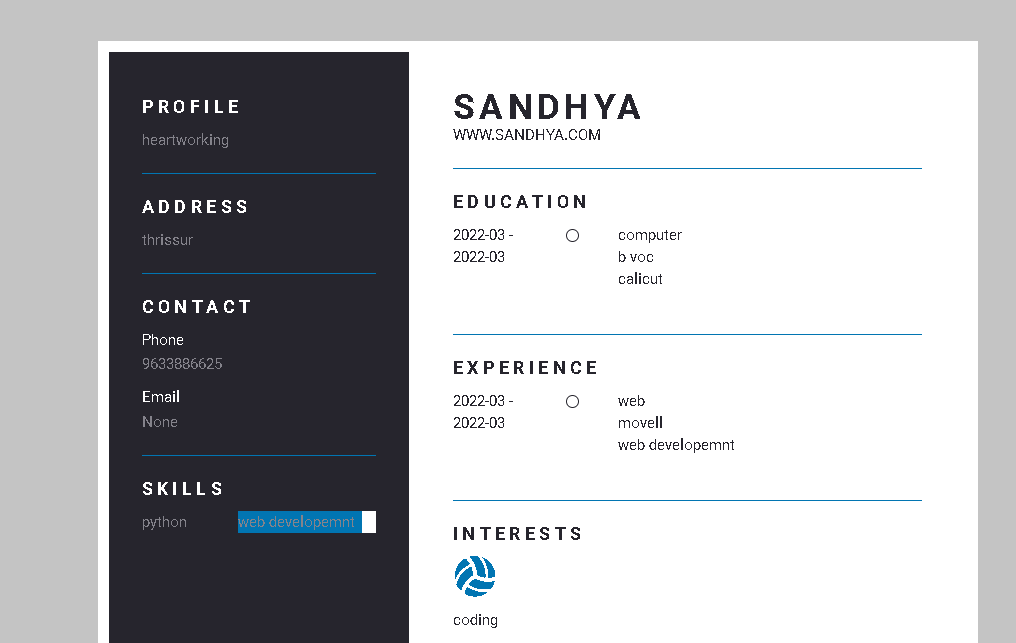 PROFILE
heartworking
ADDRESS
thrissur
CONTACT
Phone
9633886625
Email
None
SKILLS
python web developemnt
SANDHYA
WWW.SANDHYA.COM
EDUCATION
2022-03 - computer
2022-03 b voc
calicut
EXPERIENCE
2022-03 - web
2022-03 movell
web developemnt
INTERESTS
coding